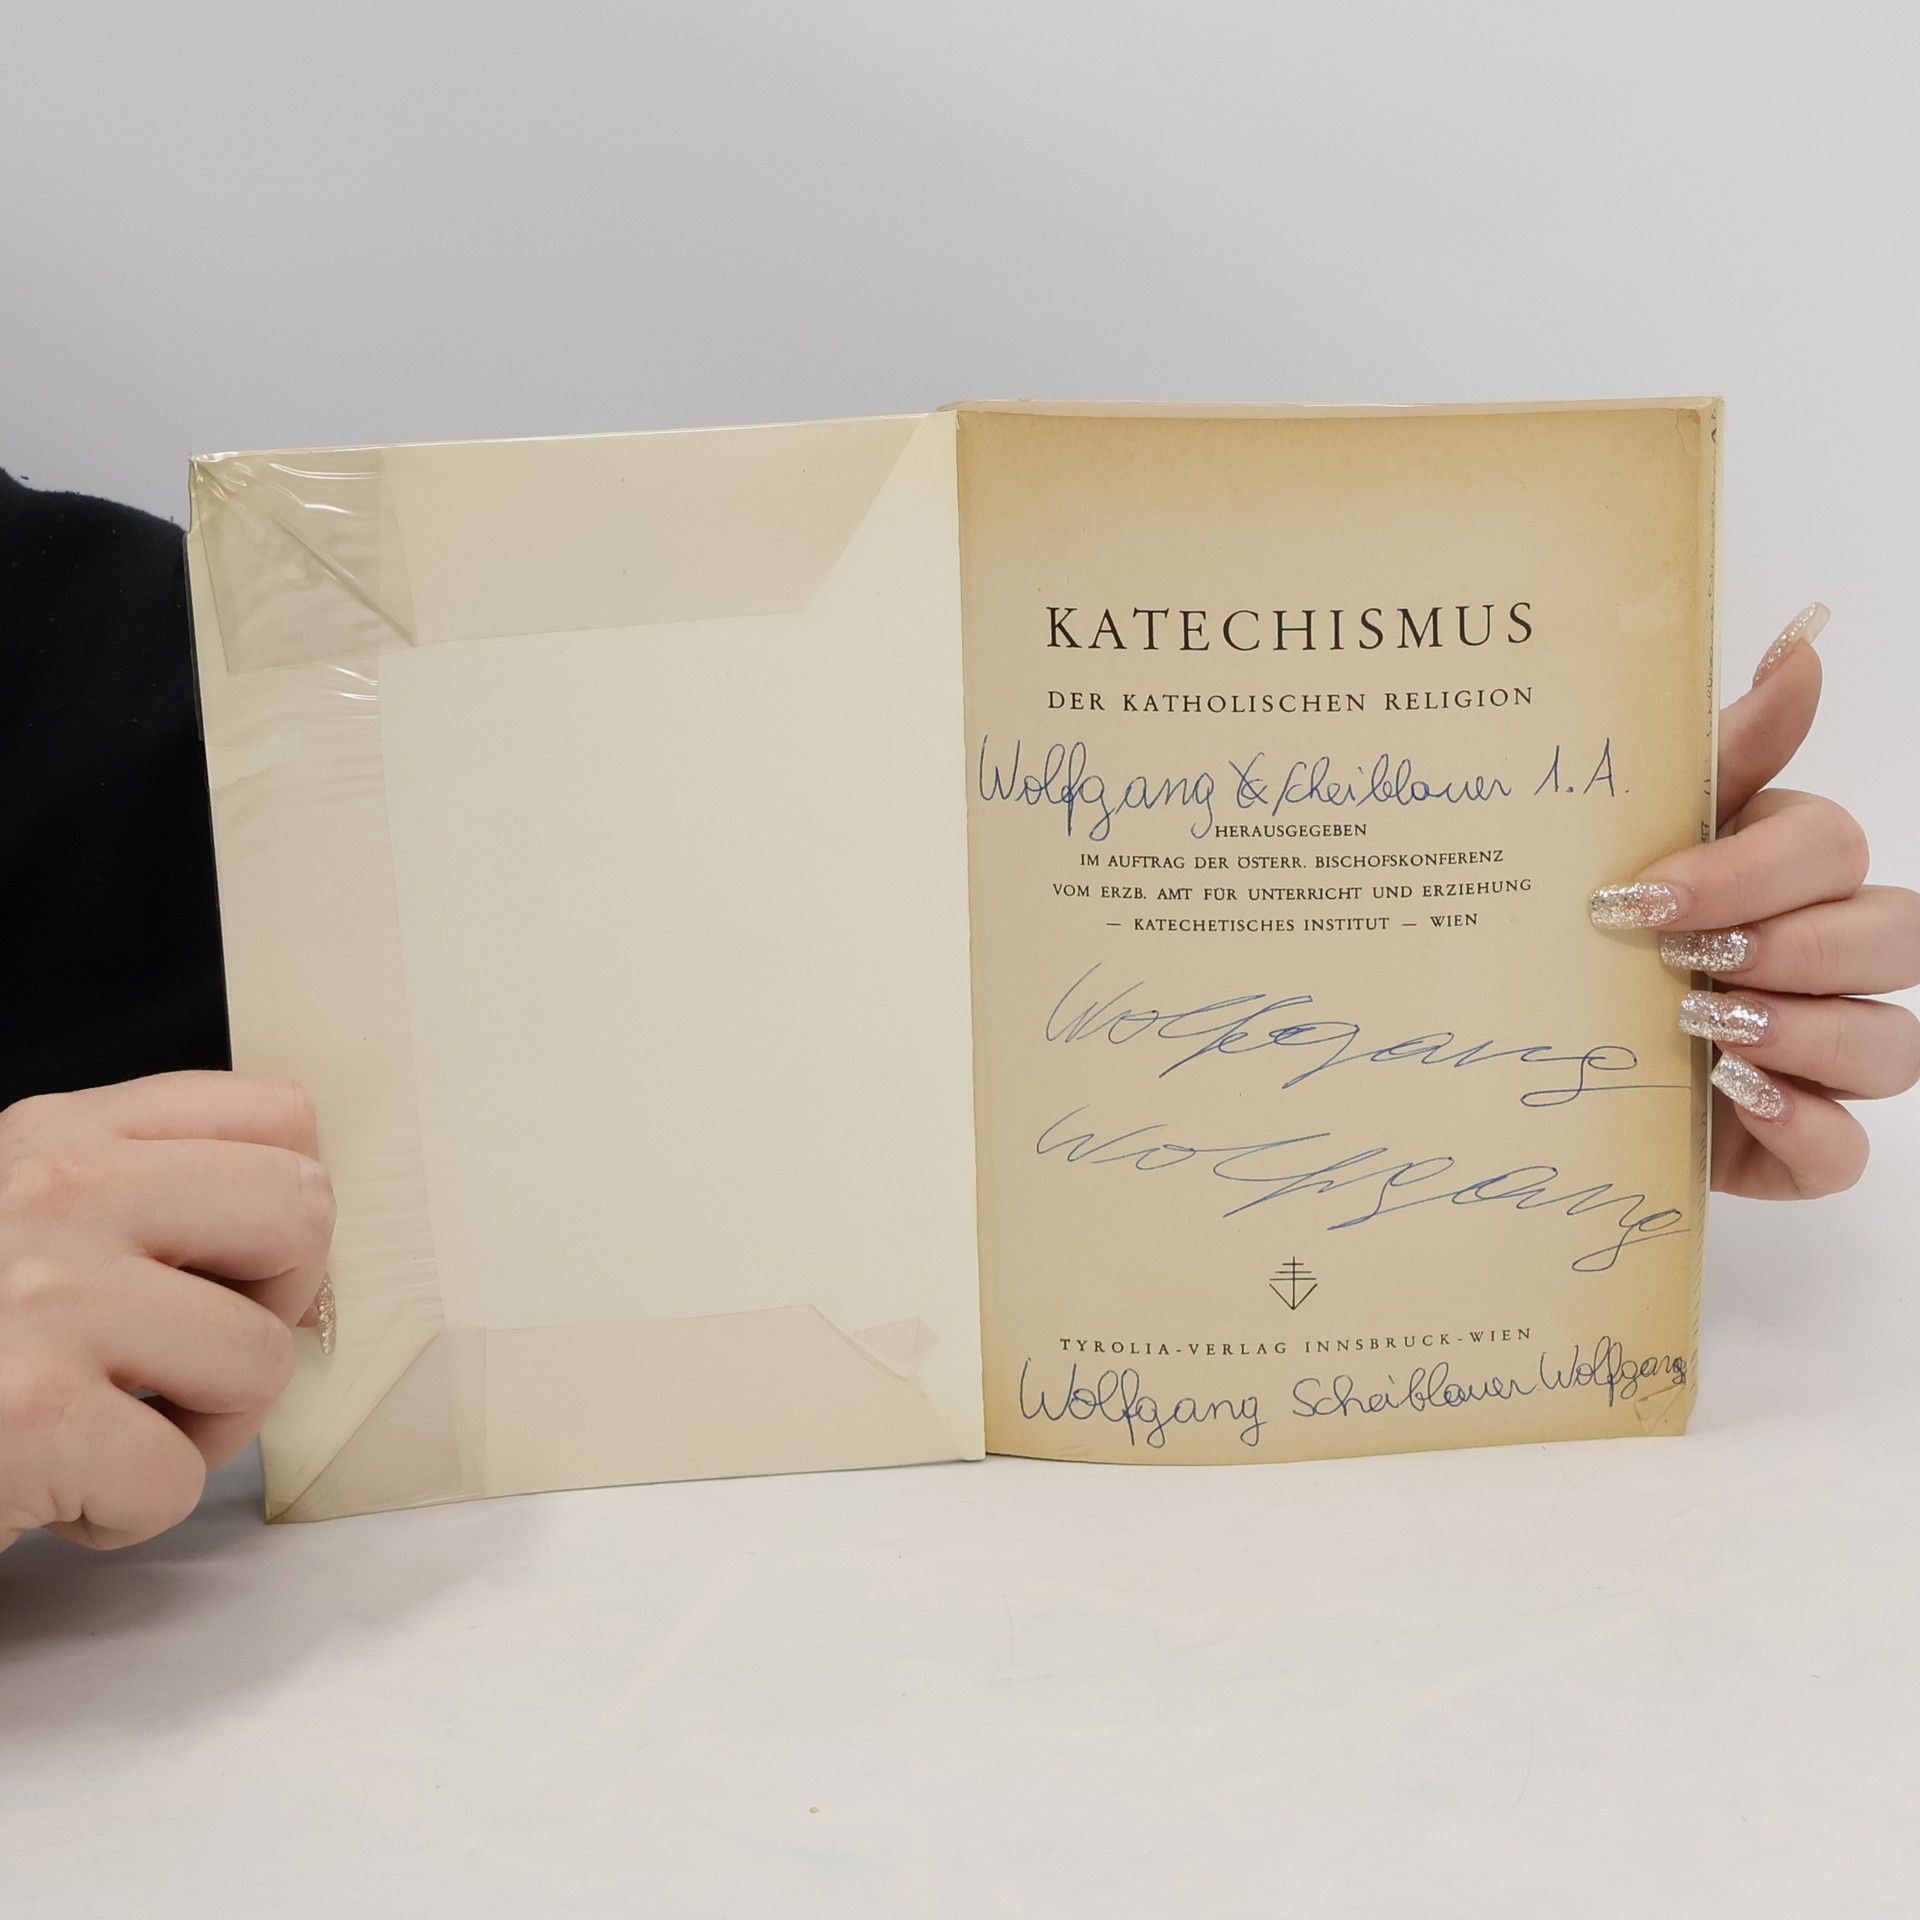 KATECHISMUS
DER KATHOLISCHEN RELIGION
Wolfgang Scheiblauer 1. A.
HERAUSGEGEBEN
IM AUFTRAG DER ÖSTERR. BISCHOFSKONFERENZ
VOM ERZB. AMT FÜR UNTERRICHT UND ERZIEHUNG
— KATECHETISCHES INSTITUT — WIEN
Wolfgang
Wolfgang
TYROLIA-VERLAG INNSBRUCK-WIEN
Wolfgang Scheiblauer Wolfgang